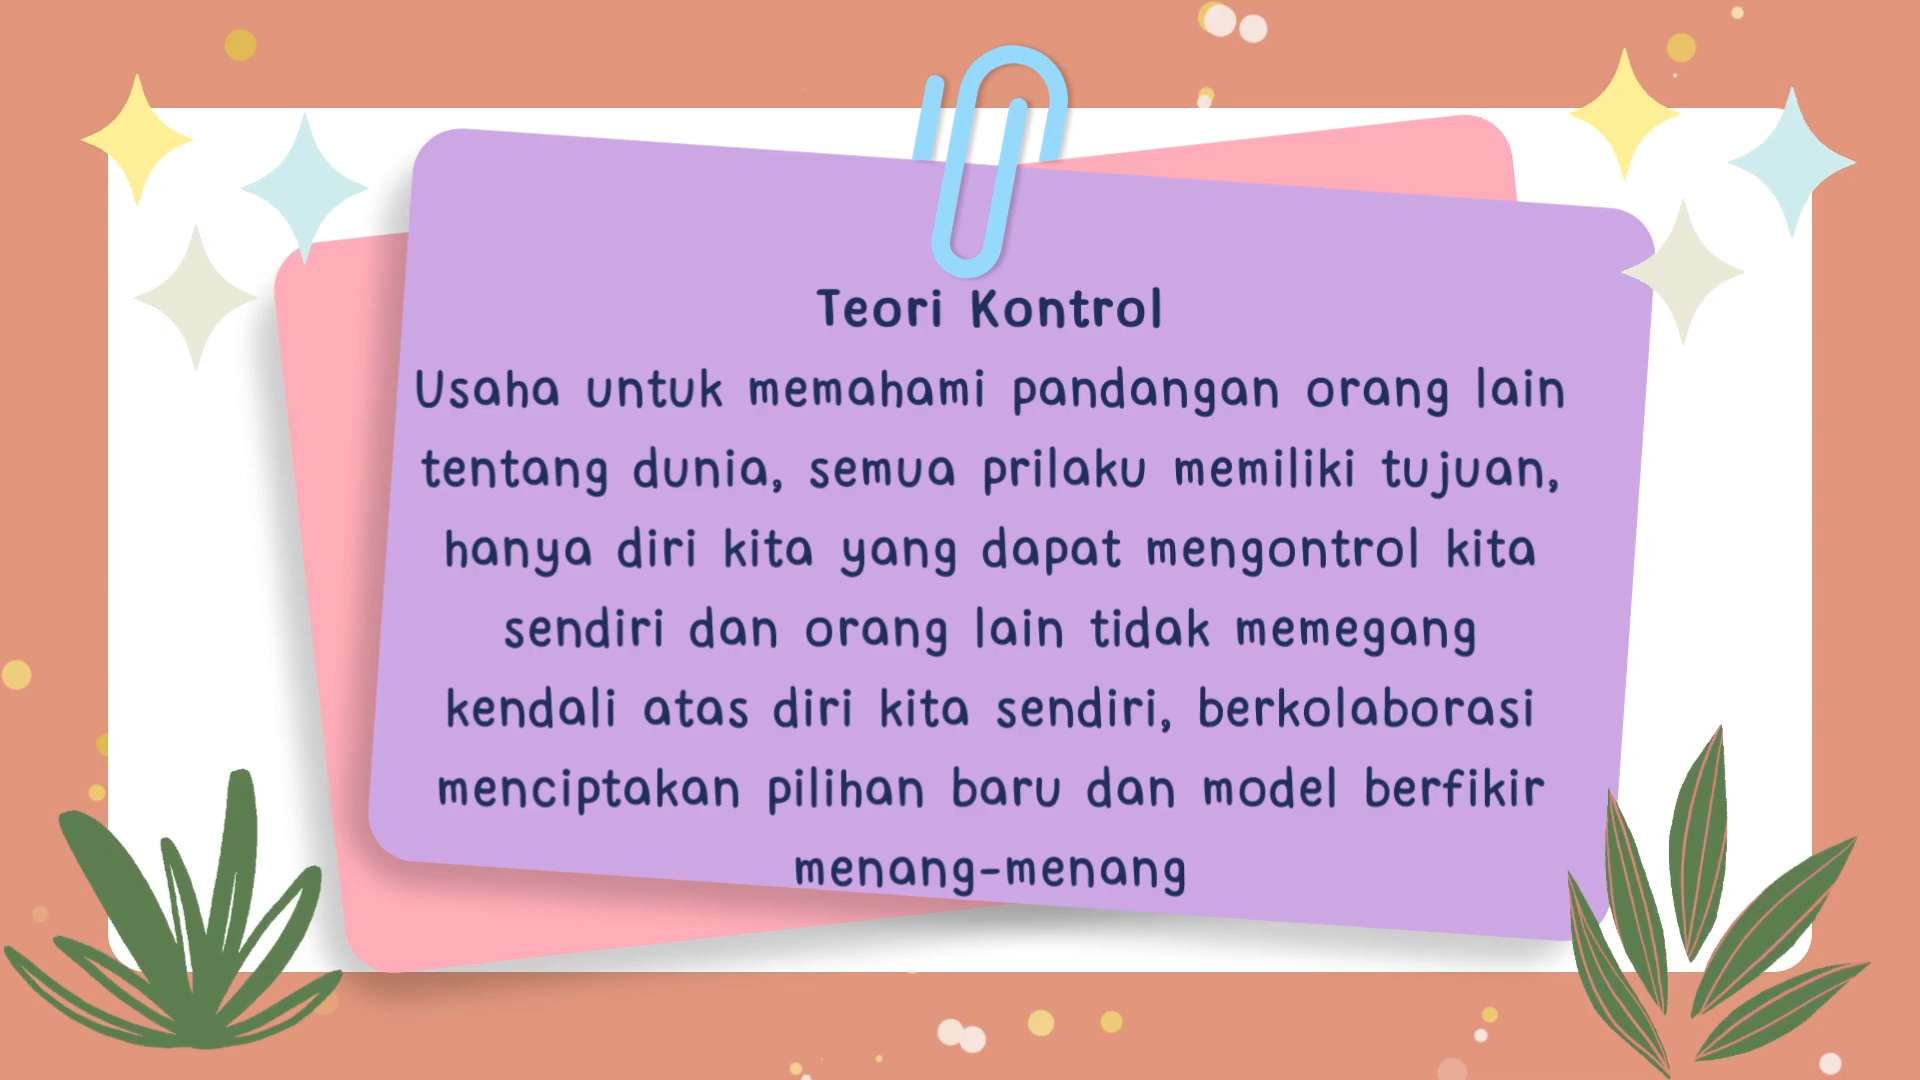 Teori Kontrol
Usaha untuk memahami pandangan orang lain
tentang dunia, semua prilaku memiliki tujuan,
hanya diri kita yang dapat mengontrol kita
sendiri dan orang lain tidak memegang
kendali atas diri kita sendiri, berkolaborasi
menciptakan pilihan baru dan model berfikir
menang-menang